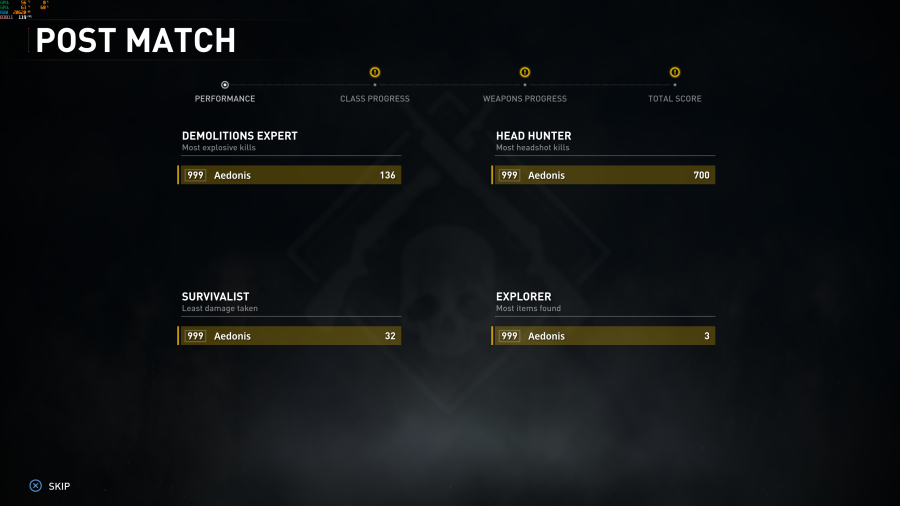 POST MATCH
PERFORMANCE
CLASS PROGRESS
WEAPONS PROGRESS
TOTAL SCORE
DEMOLITIONS EXPERT
Most explosive kills
999 Aedonis 136
HEAD HUNTER
Most headshot kills
999 Aedonis 700
SURVIVALIST
Least damage taken
999 Aedonis 32
EXPLORER
Most items found
999 Aedonis 3
SKIP